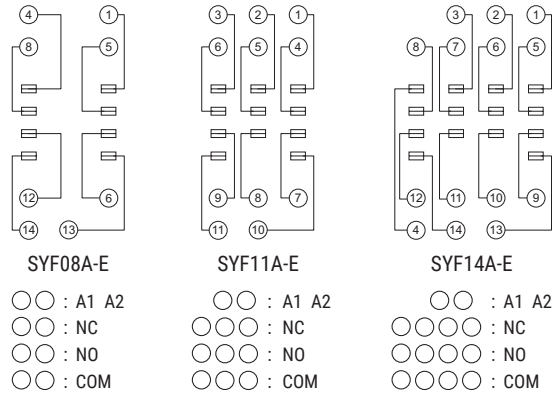 4 1 3 2 1 3 2 1
8 5 6 5 4 8 7 6 5
12 6 9 8 7 12 11 10 9
14 13 11 10 4 14 13
SYF08A-E SYF11A-E SYF14A-E
: A1 A2 : A1 A2 : A1 A2
: NC : NC : NC
: NO : NO : NO
: COM : COM : COM